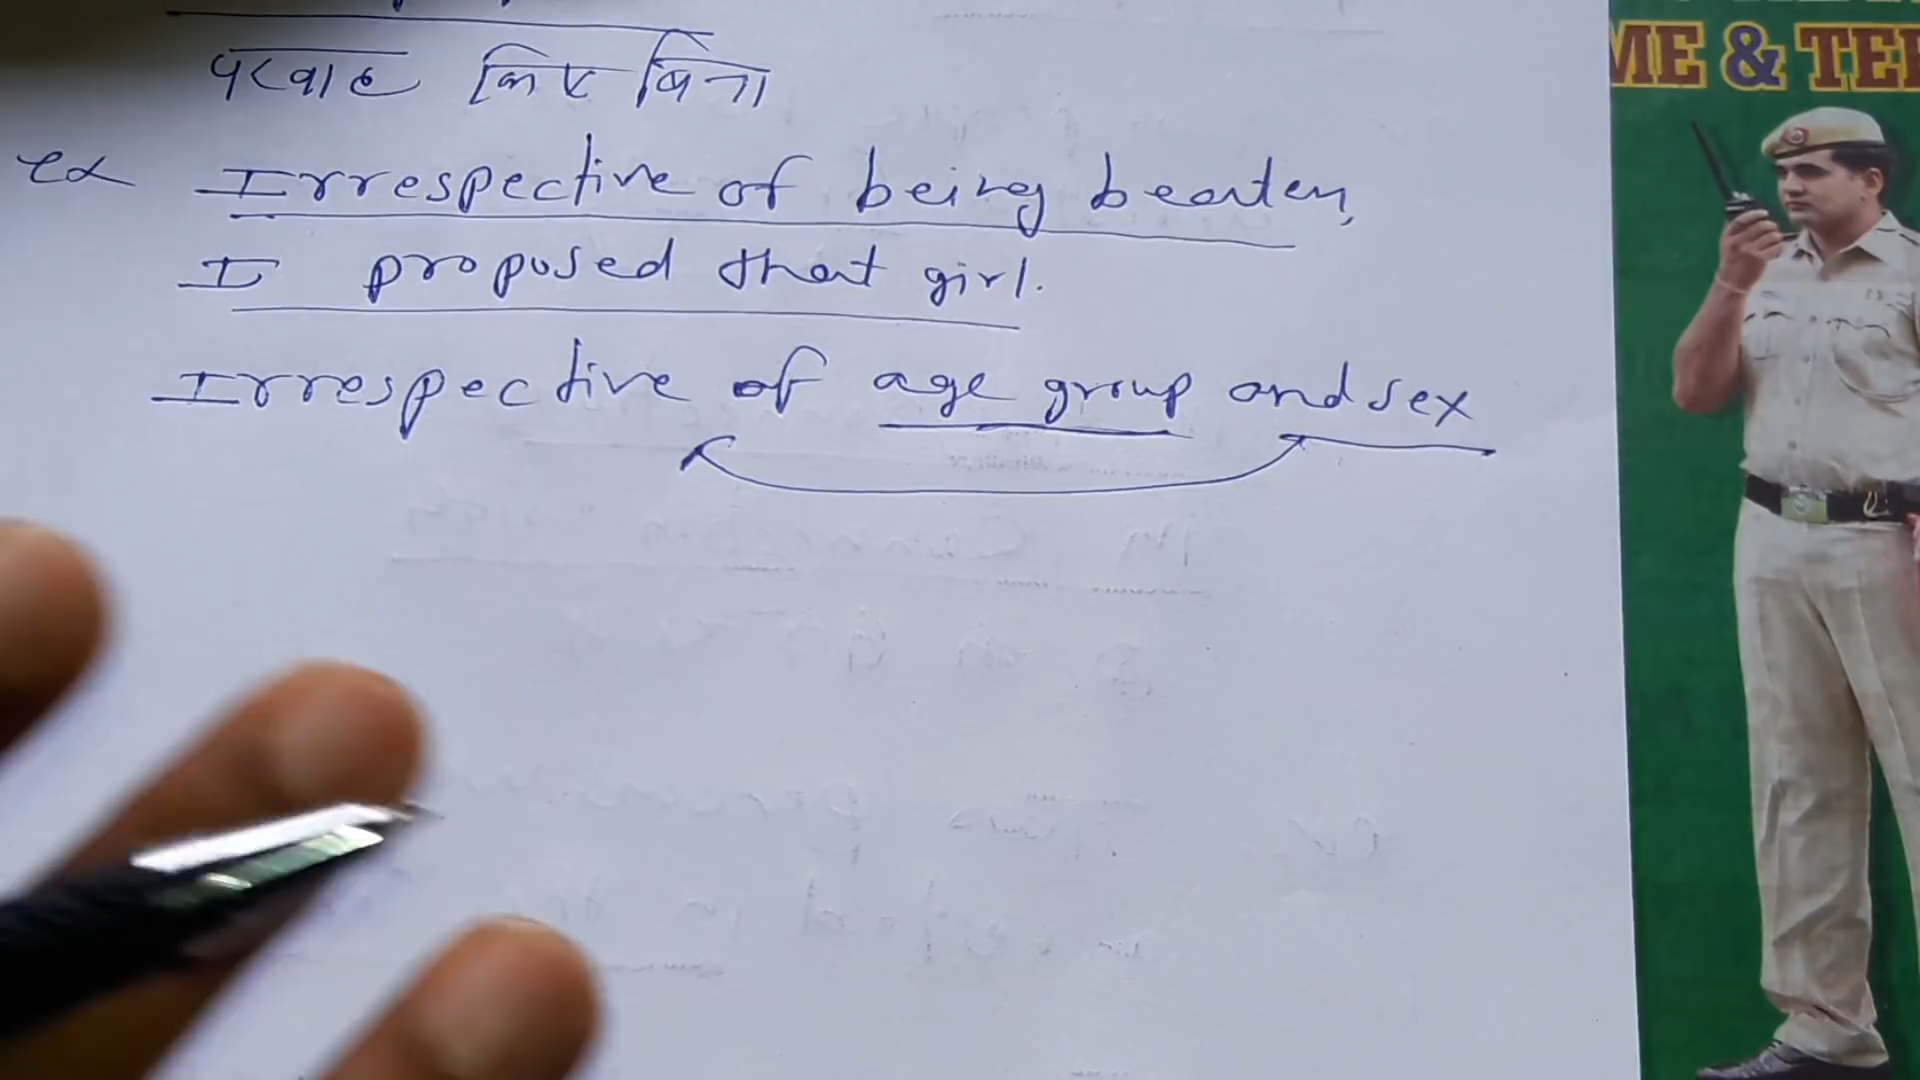 परवाह किए बिना
ex Irrespective of being beaten,
I proposed that girl.
Irrespective of age group and sex
ME & TE